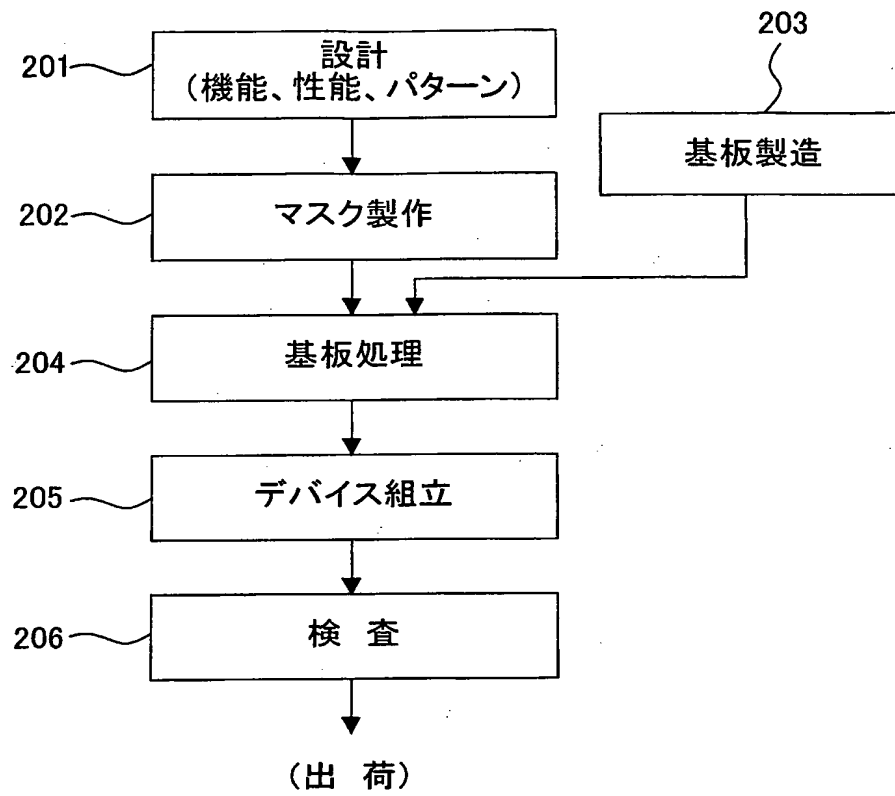 203
201
設計
(機能、性能、パターン)
基板製造
202
マスク製作
204
基板処理
205
デバイス組立
206
検 査
(出 荷)